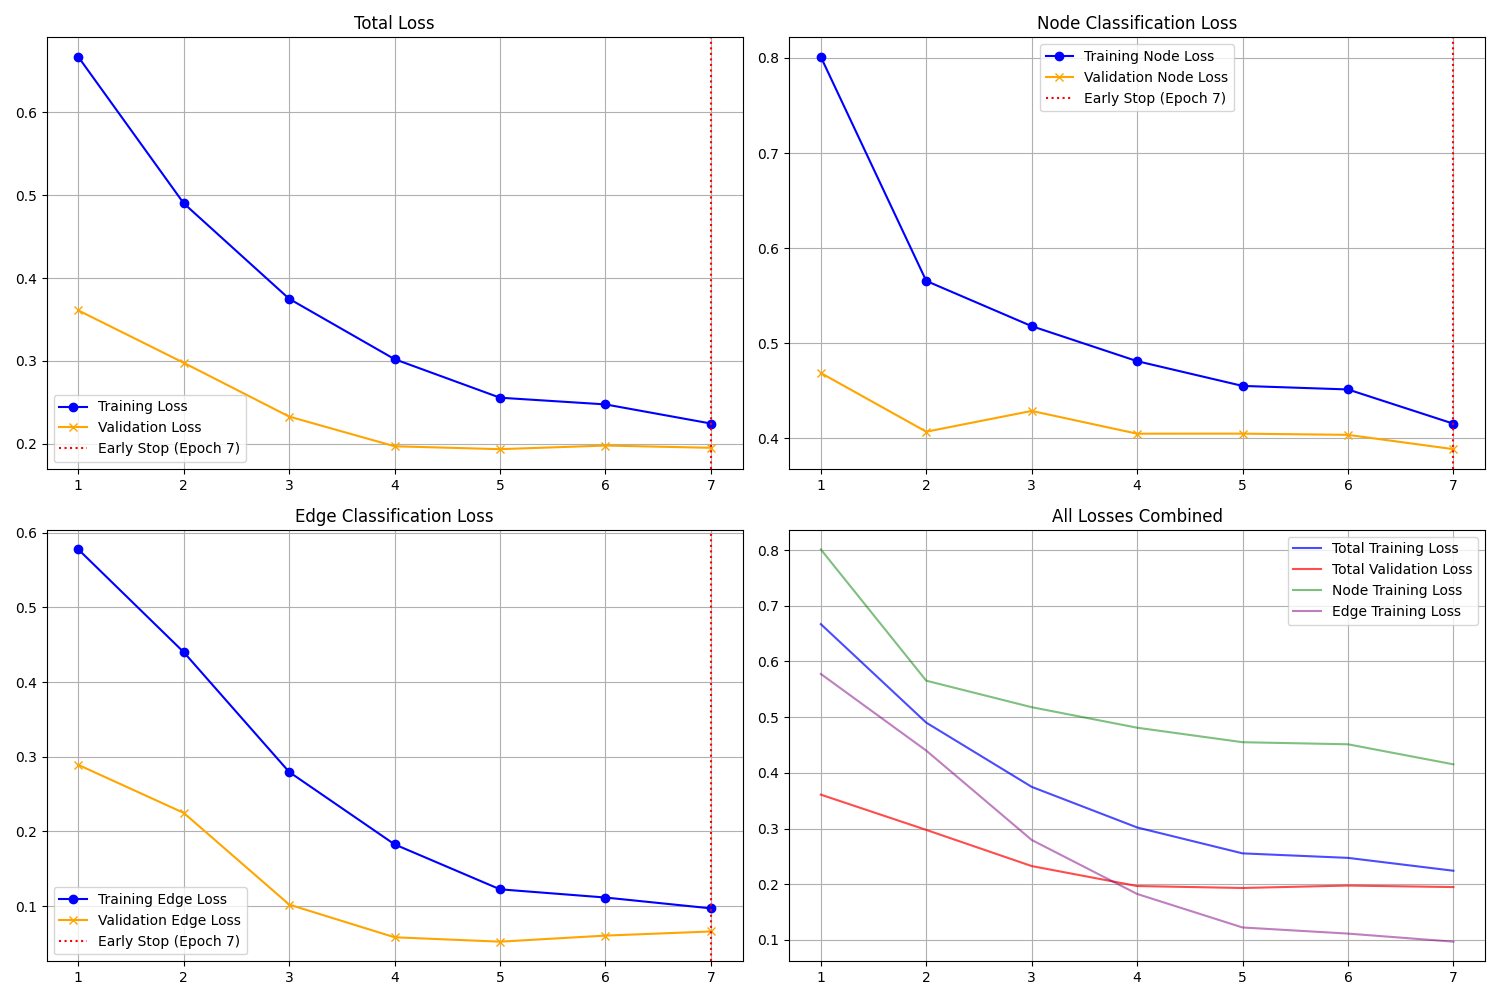 Total Loss
0.6
0.5
0.4
0.3
0.2
Training Loss
Validation Loss
Early Stop (Epoch 7)
1 2 3 4 5 6 7
Node Classification Loss
0.8
0.7
0.6
0.5
0.4
Training Node Loss
Validation Node Loss
Early Stop (Epoch 7)
1 2 3 4 5 6 7
Edge Classification Loss
0.6
0.5
0.4
0.3
0.2
0.1
Training Edge Loss
Validation Edge Loss
Early Stop (Epoch 7)
1 2 3 4 5 6 7
All Losses Combined
0.8
0.7
0.6
0.5
0.4
0.3
0.2
0.1
Total Training Loss
Total Validation Loss
Node Training Loss
Edge Training Loss
1 2 3 4 5 6 7